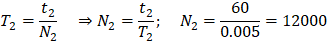 T₂ = t₂/N₂ ⇒ N₂ = t₂/T₂; N₂ = 60/0.005 = 12000